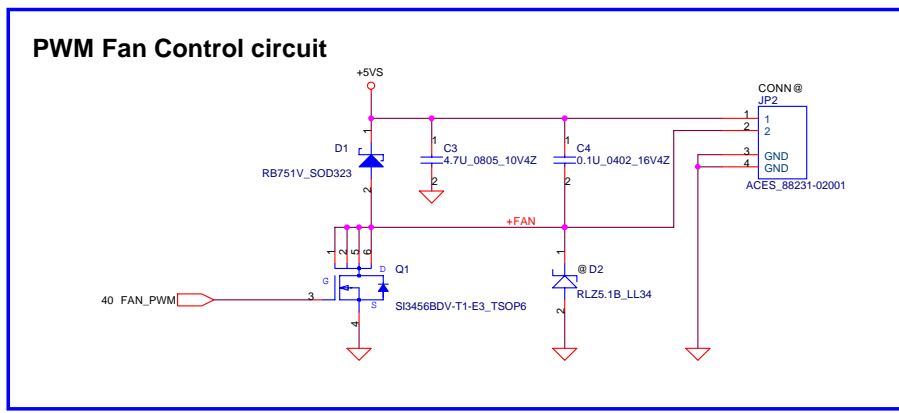 PWM Fan Control circuit
+5VS
CONN@
JP2
1 1
2 2
3 GND
4 GND
ACES_88231-02001
1
D1
RB751V_SOD323
2
1
C3
4.7U_0805_10V4Z
2
1
C4
0.1U_0402_16V4Z
2
+FAN
1 2 5 6
D
Q1
G
S
3
4
SI3456BDV-T1-E3_TSOP6
40 FAN_PWM
1
@D2
RLZ5.1B_LL34
2